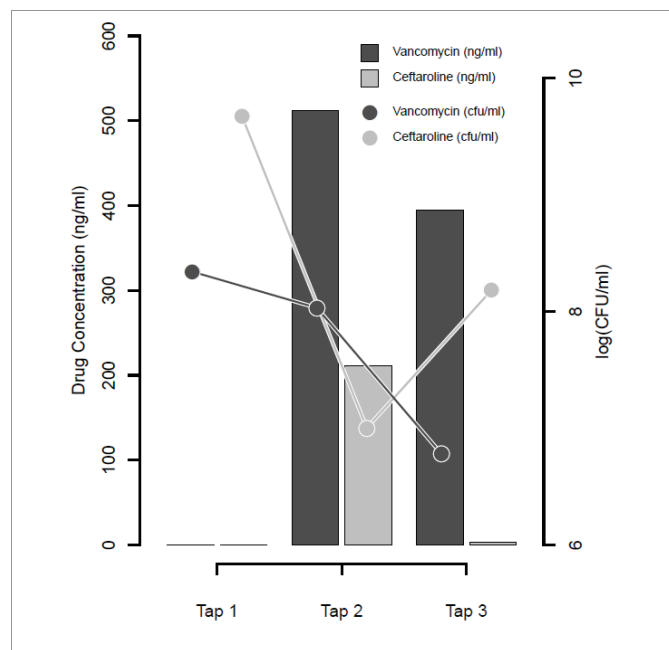 600
500
400
300
200
100
0
Drug Concentration (ng/ml)
Vancomycin (ng/ml)
Ceftaroline (ng/ml)
Vancomycin (cfu/ml)
Ceftaroline (cfu/ml)
10
8
6
log(CFU/ml)
Tap 1 Tap 2 Tap 3